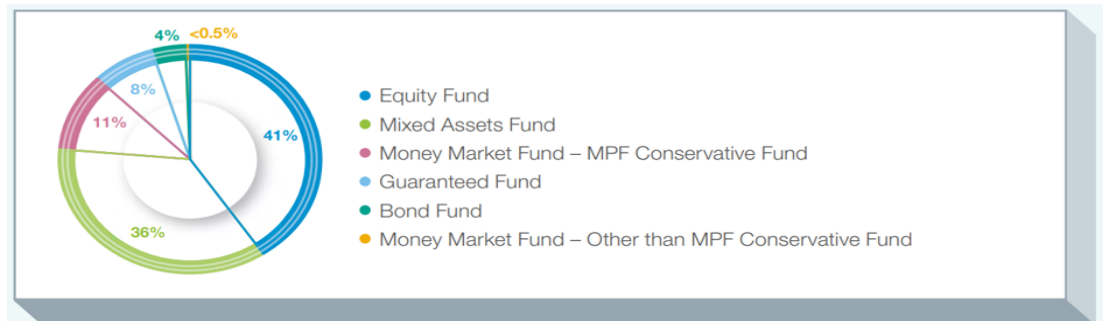 4% <0.5%
8%
11%
41%
36%
Equity Fund
Mixed Assets Fund
Money Market Fund – MPF Conservative Fund
Guaranteed Fund
Bond Fund
Money Market Fund – Other than MPF Conservative Fund